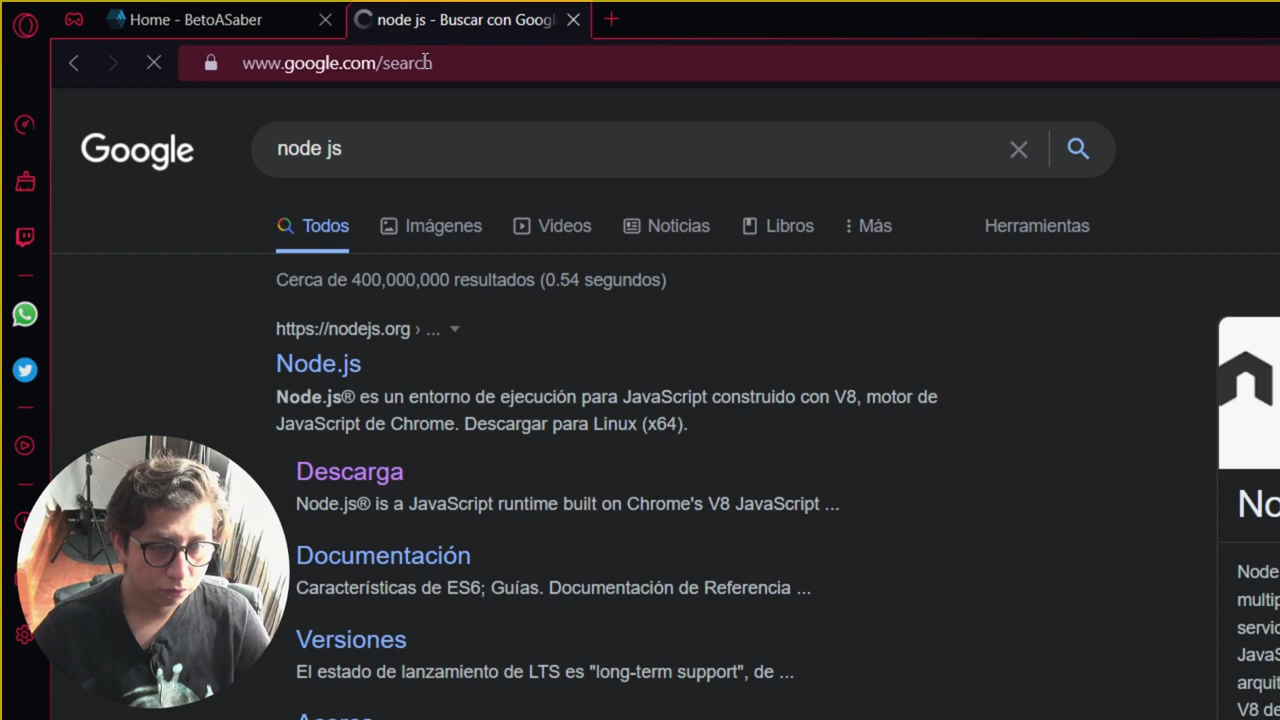 Home - BetoASaber
node js - Buscar con Googl
www.google.com/search
Google
node js
Todos
Imágenes
Videos
Noticias
Libros
Más
Herramientas
Cerca de 400,000,000 resultados (0.54 segundos)
https://nodejs.org › ...
Node.js
Node.js® es un entorno de ejecución para JavaScript construido con V8, motor de
JavaScript de Chrome. Descargar para Linux (x64).
Descarga
Node.js® is a JavaScript runtime built on Chrome's V8 JavaScript ...
Documentación
Características de ES6; Guías. Documentación de Referencia ...
Versiones
El estado de lanzamiento de LTS es "long-term support", de ...
No
Node
multip
servic
JavaS
arquit
V8 de